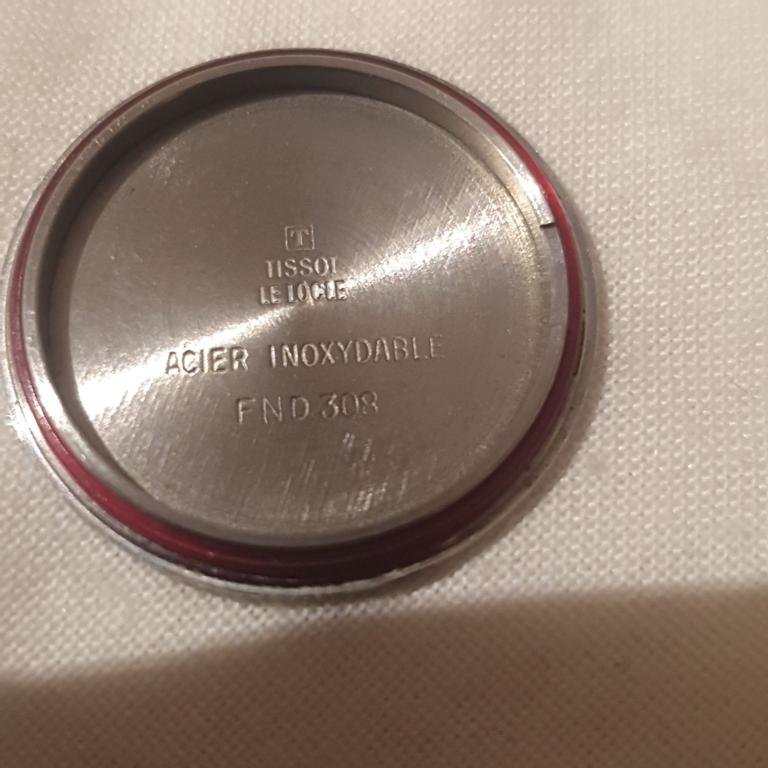 T
TISSOT
LE LOCLE
ACIER INOXYDABLE
FND 308